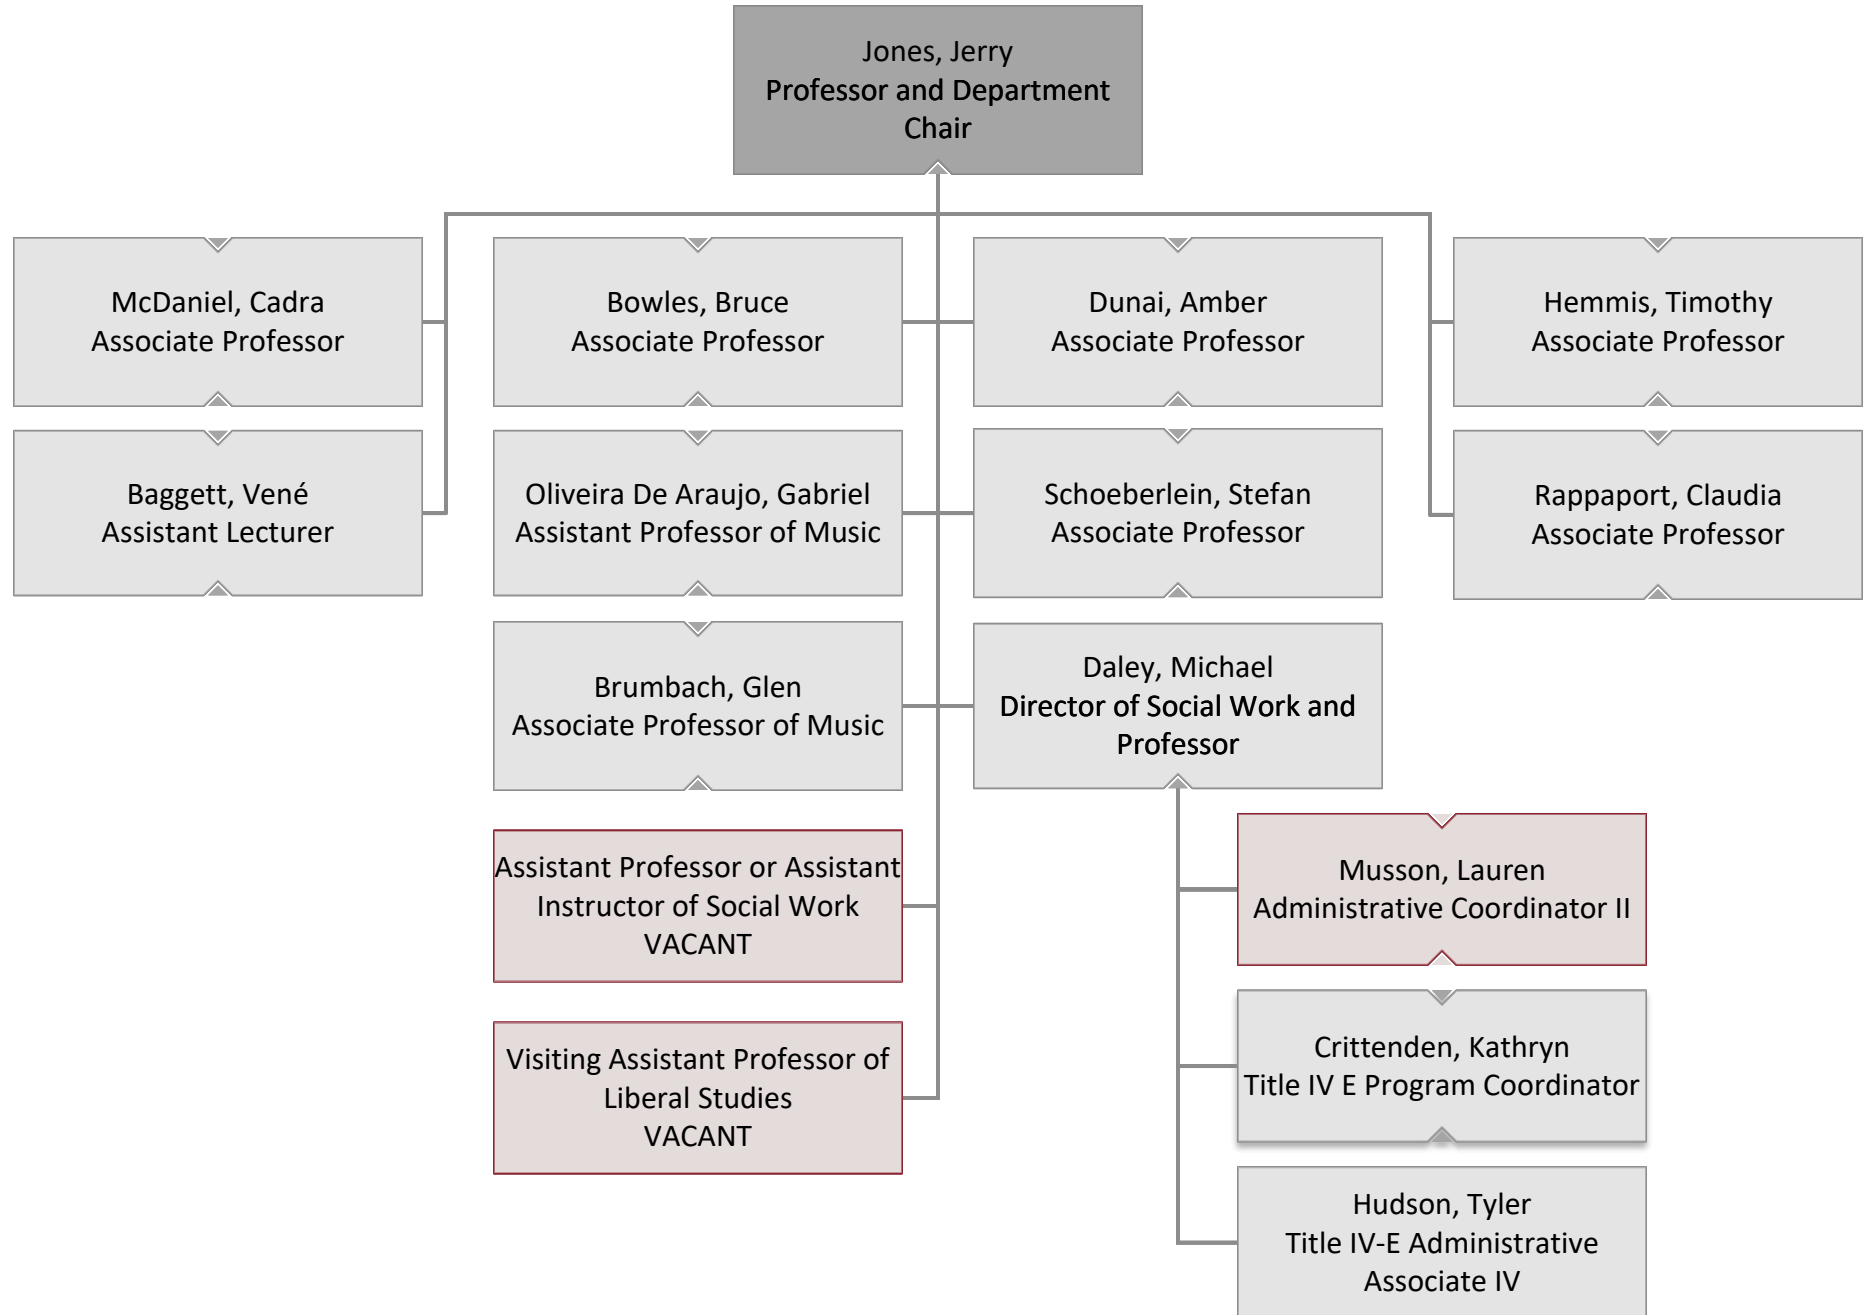 Jones, Jerry
Professor and Department
Chair
McDaniel, Cadra
Associate Professor
Bowles, Bruce
Associate Professor
Dunai, Amber
Associate Professor
Hemmis, Timothy
Associate Professor
Baggett, Vené
Assistant Lecturer
Oliveira De Araujo, Gabriel
Assistant Professor of Music
Schoeberlein, Stefan
Associate Professor
Rappaport, Claudia
Associate Professor
Brumbach, Glen
Associate Professor of Music
Daley, Michael
Director of Social Work and
Professor
Assistant Professor or Assistant
Instructor of Social Work
VACANT
Musson, Lauren
Administrative Coordinator II
Visiting Assistant Professor of
Liberal Studies
VACANT
Crittenden, Kathryn
Title IV E Program Coordinator
Hudson, Tyler
Title IV-E Administrative
Associate IV